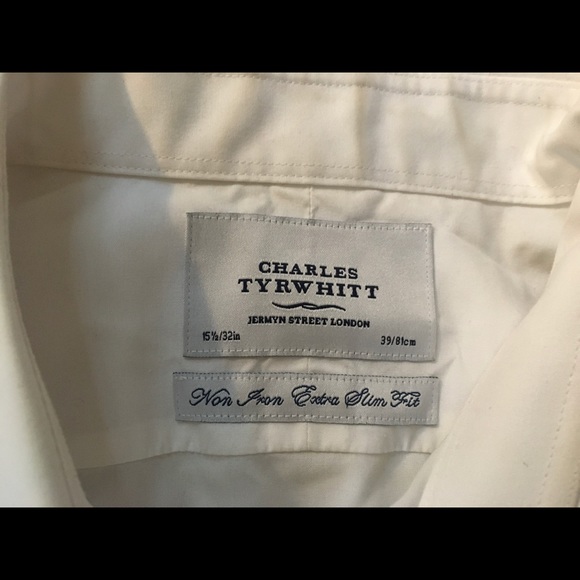 CHARLES
TYRWHITT
JERMYN STREET LONDON
15½/32in 39/81cm
Non Iron Extra Slim Fit